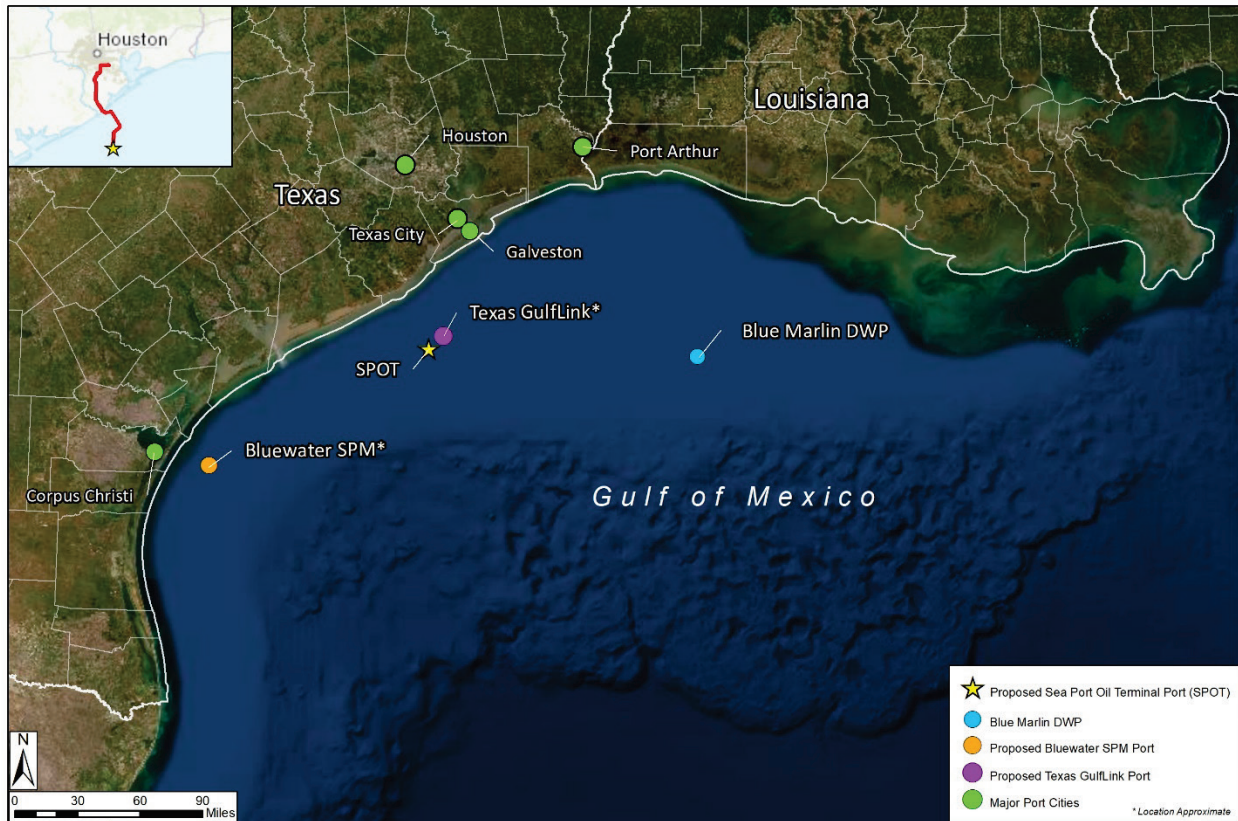 Houston
Louisiana
Houston
Port Arthur
Texas
Texas City
Galveston
Texas GulfLink*
Blue Marlin DWP
SPOT
Bluewater SPM*
Corpus Christi
Gulf of Mexico
Proposed Sea Port Oil Terminal Port (SPOT)
Blue Marlin DWP
Proposed Bluewater SPM Port
Proposed Texas GulfLink Port
Major Port Cities
* Location Approximate
N
0 30 60 90
Miles